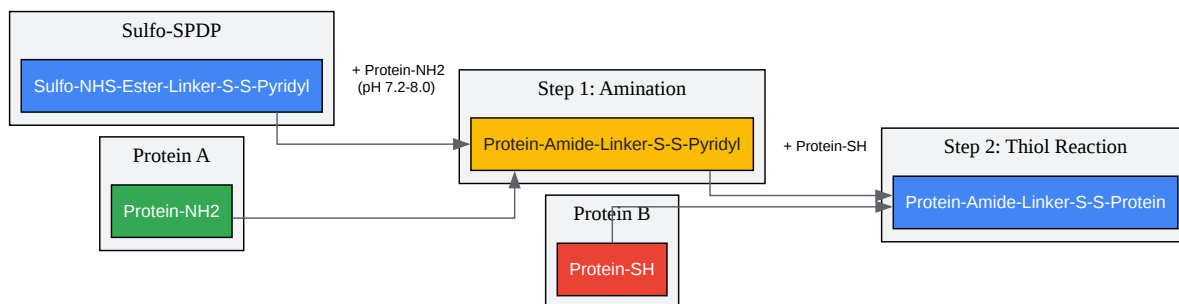 Sulfo-SPDP
Sulfo-NHS-Ester-Linker-S-S-Pyridyl
+ Protein-NH2
(pH 7.2-8.0)
Step 1: Amination
Protein-Amide-Linker-S-S-Pyridyl
Protein A
Protein-NH2
+ Protein-SH
Step 2: Thiol Reaction
Protein-Amide-Linker-S-S-Protein
Protein B
Protein-SH